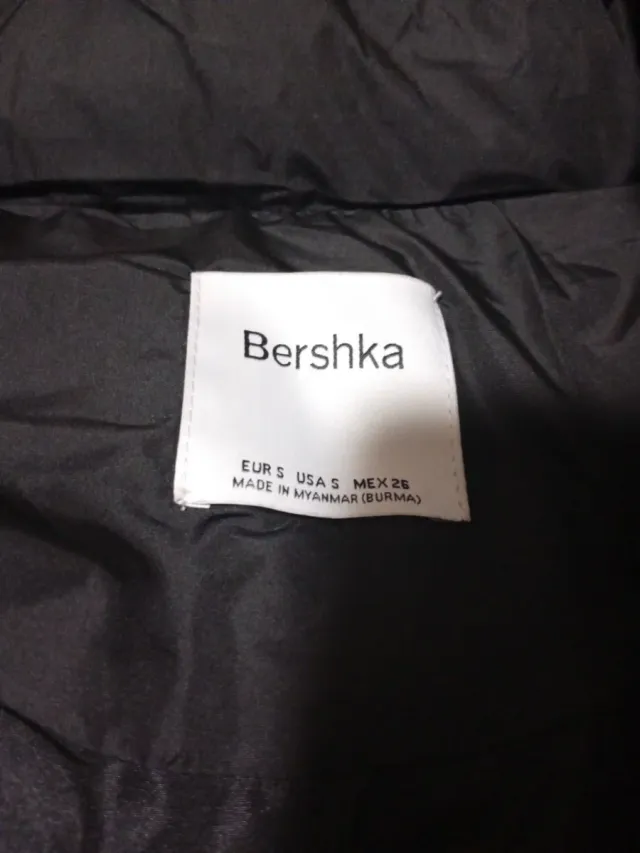 Bershka
EUR S USA S MEX 26
MADE IN MYANMAR (BURMA)